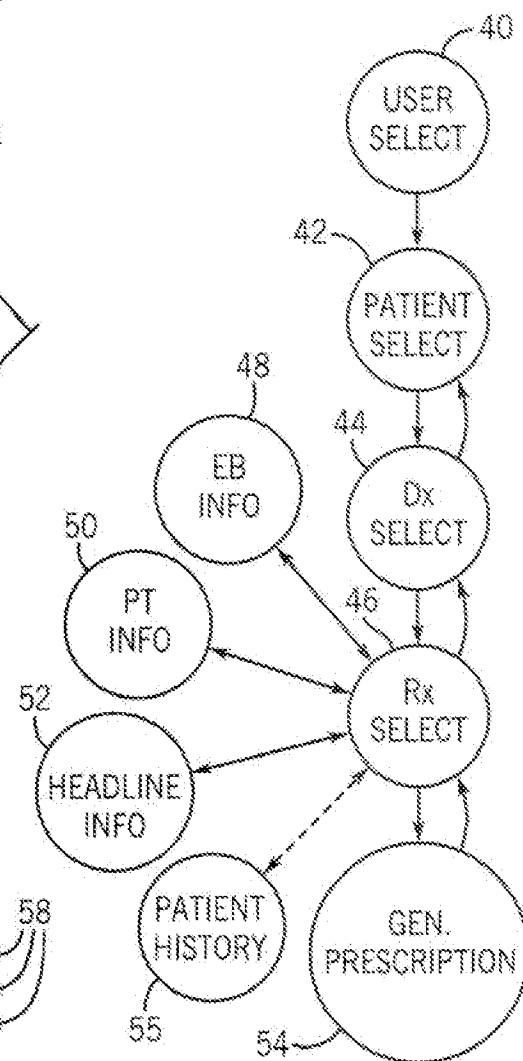 40
USER
SELECT
42
PATIENT
SELECT
48
EB
INFO
44
Dx
SELECT
50
PT
INFO
46
Rx
SELECT
52
HEADLINE
INFO
58
PATIENT
HISTORY
55
GEN.
PRESCRIPTION
54